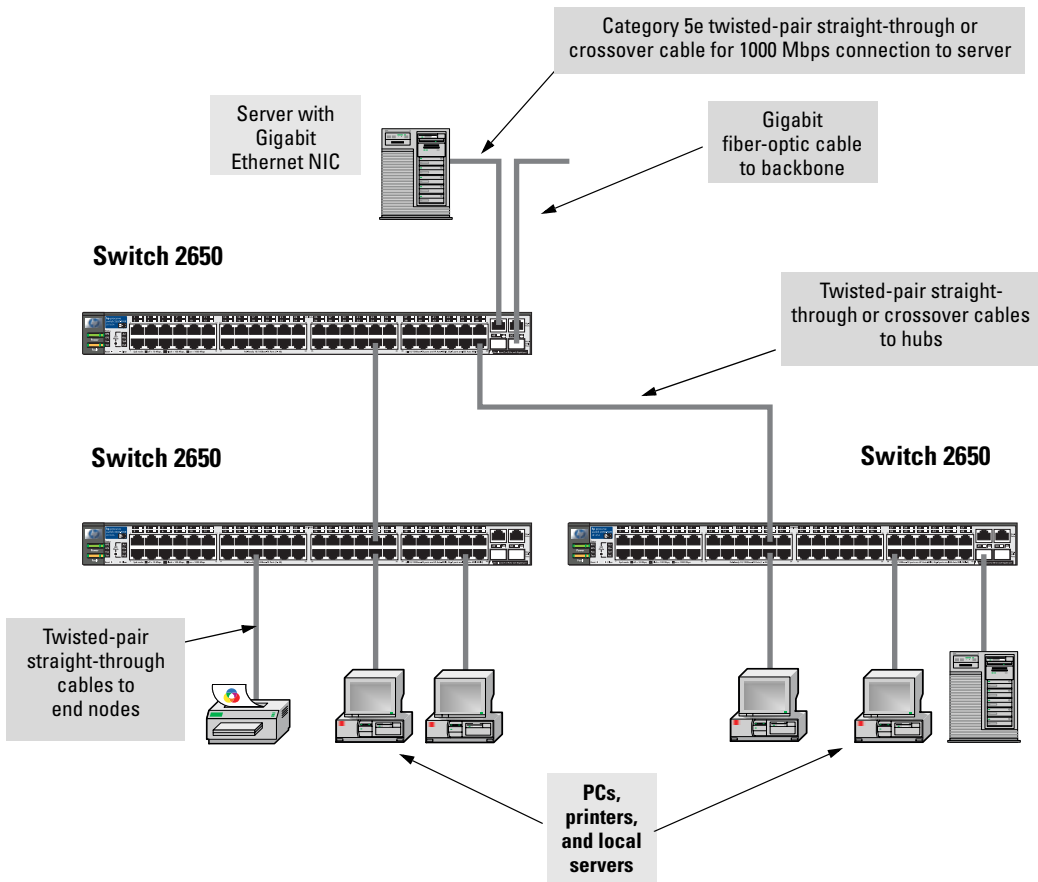 Category 5e twisted-pair straight-through or
crossover cable for 1000 Mbps connection to server
Server with
Gigabit
Ethernet NIC
Gigabit
fiber-optic cable
to backbone
Switch 2650
Twisted-pair straight-
through or crossover cables
to hubs
Switch 2650
Switch 2650
Twisted-pair
straight-through
cables to
end nodes
PCs,
printers,
and local
servers